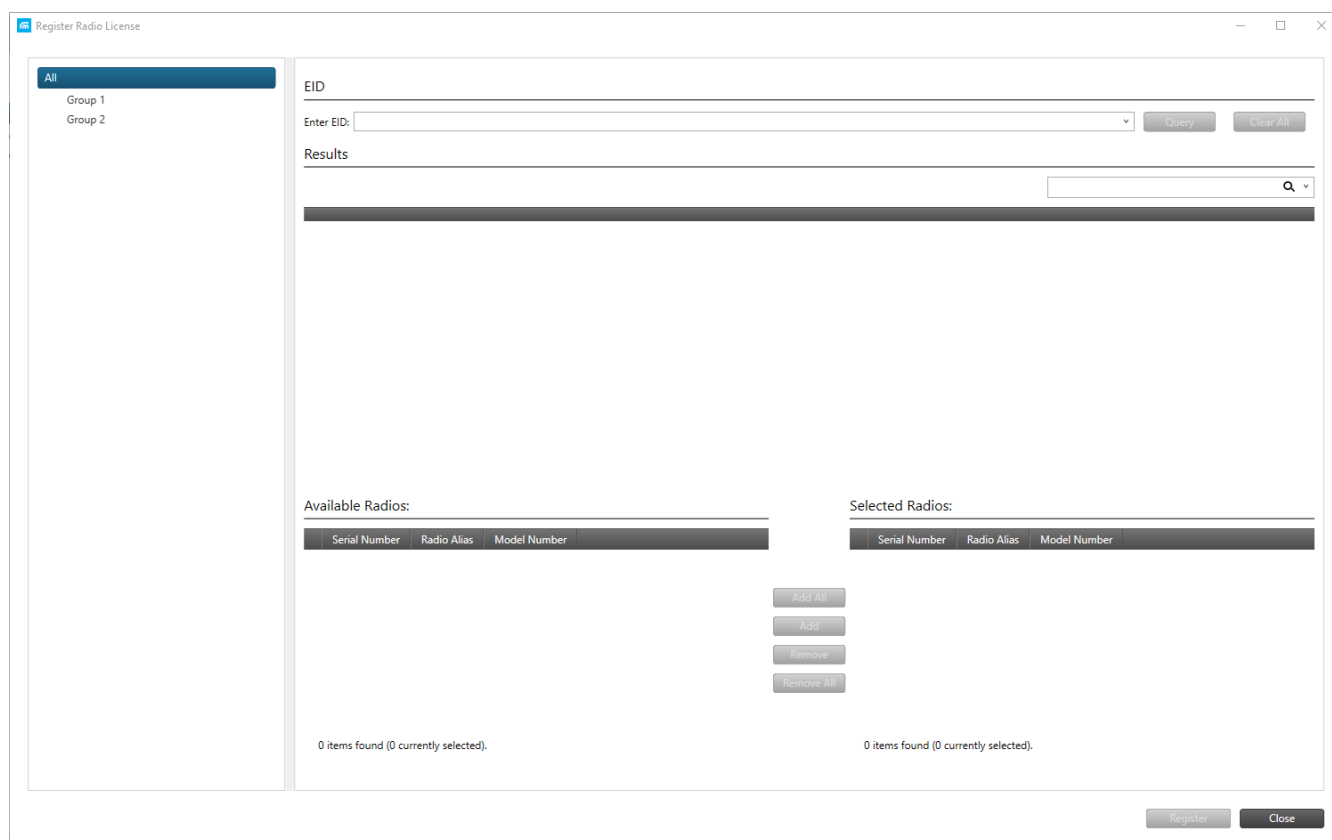 Register Radio License
All
Group 1
Group 2
EID
Enter EID:
Query
Clear All
Results
Available Radios:
Serial Number Radio Alias Model Number
Add All
Add
Remove
Remove All
0 items found (0 currently selected).
Selected Radios:
Serial Number Radio Alias Model Number
0 items found (0 currently selected).
Register
Close